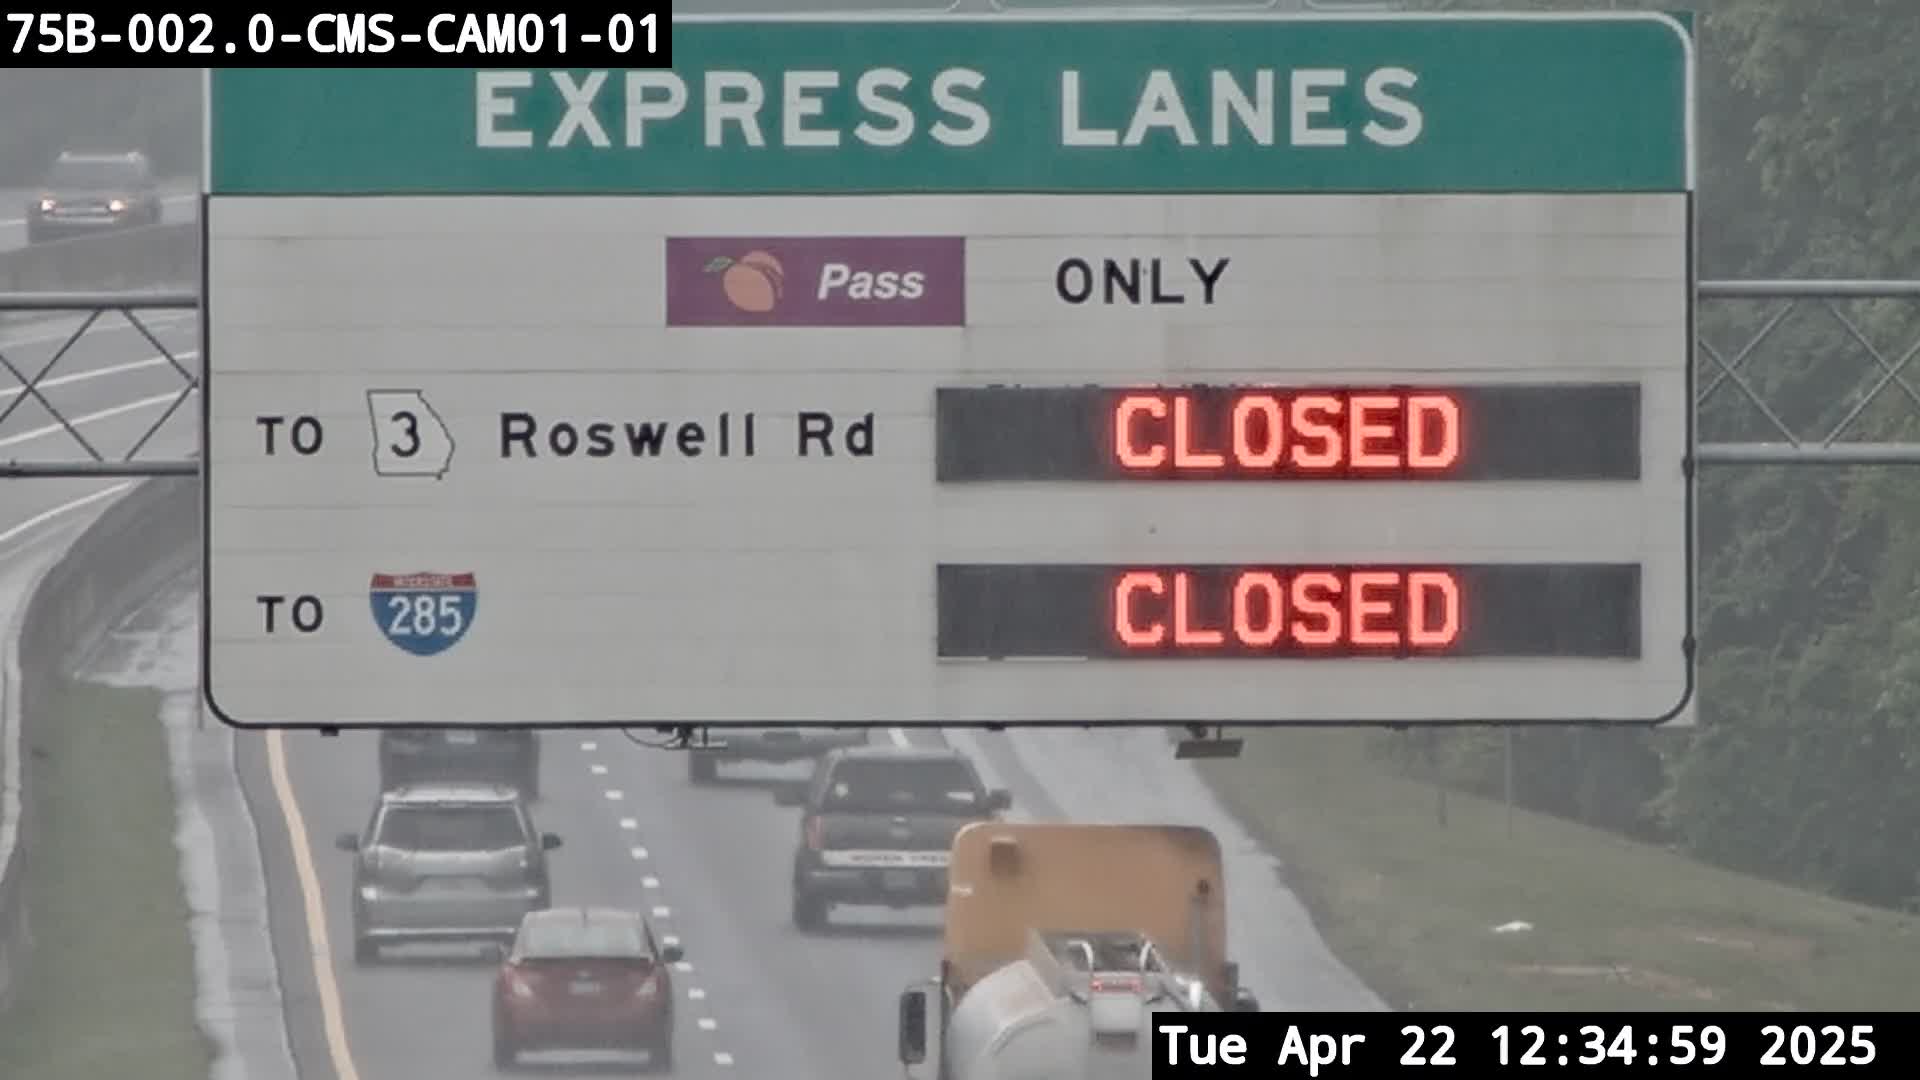 75B-002.0-CMS-CAM01-01
EXPRESS LANES
Pass ONLY
TO 3 Roswell Rd CLOSED
INTERSTATE
TO 285 CLOSED
Tue Apr 22 12:34:59 2025